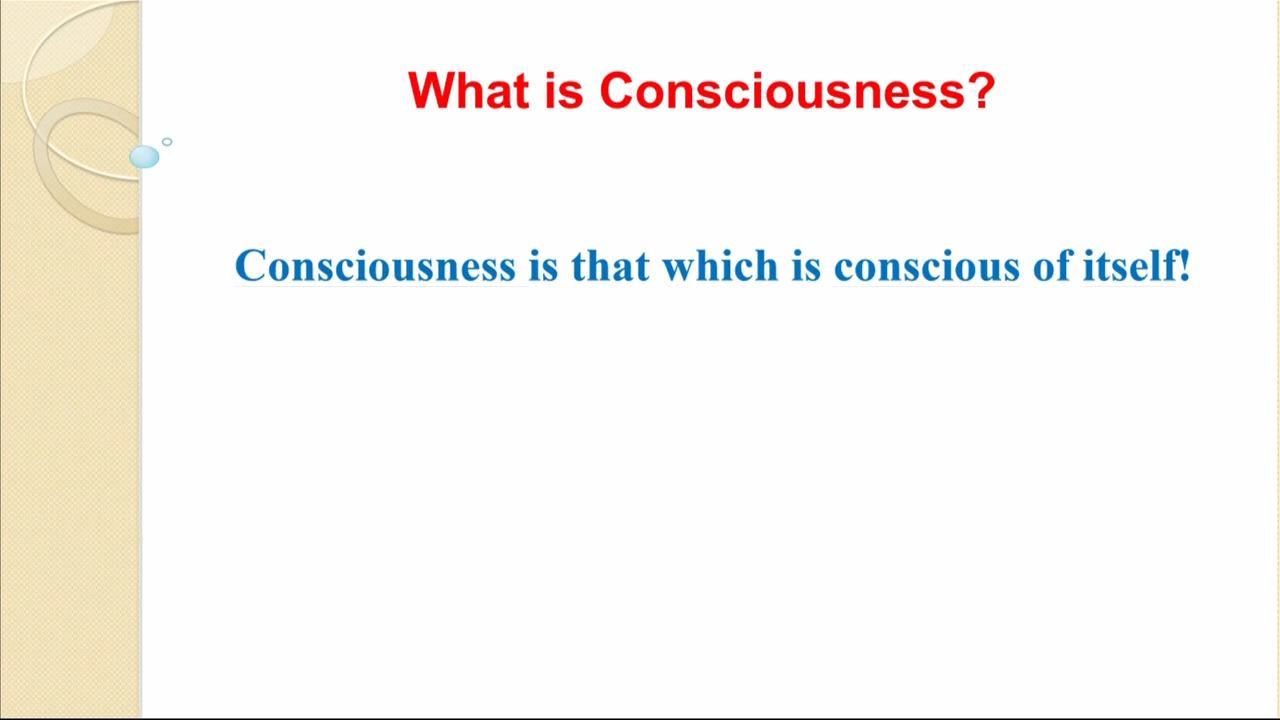 What is Consciousness?
Consciousness is that which is conscious of itself!